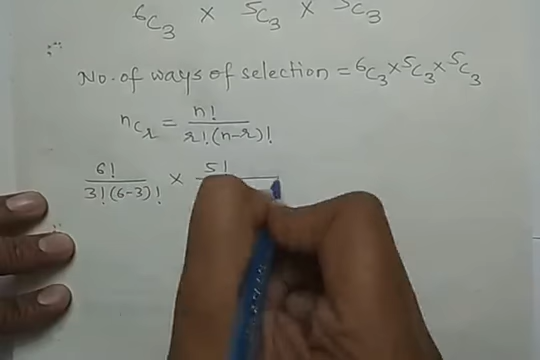 ⁶C₃ × ⁵C₃ × ⁵C₃
∴ No. of ways of selection = ⁶C₃ × ⁵C₃ × ⁵C₃
ⁿCᵣ = n! / r!(n-r)!
6! / 3!(6-3)! × 5!